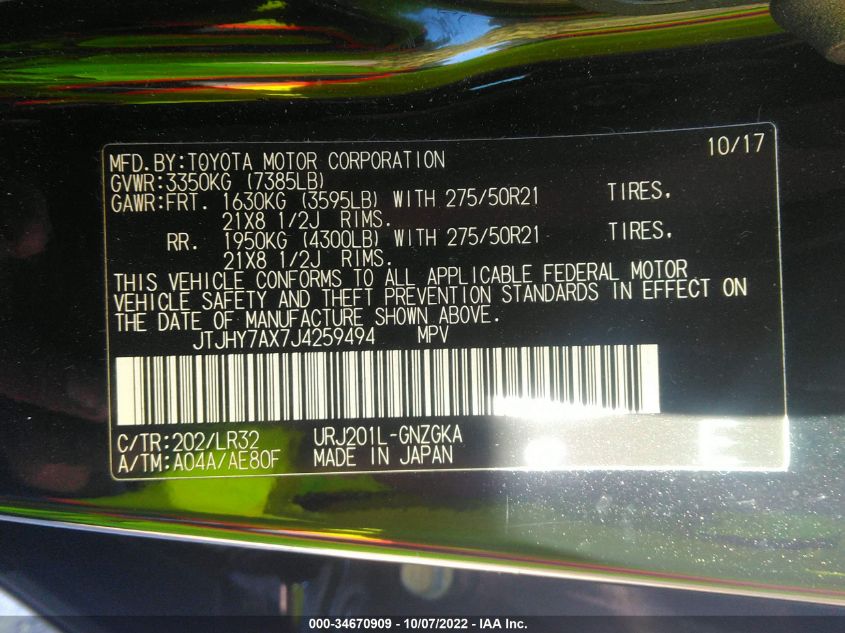 10/17
MFD.BY:TOYOTA MOTOR CORPORATION
GVWR:3350KG (7385LB)
GAWR:FRT. 1630KG (3595LB) WITH 275/50R21 TIRES.
21X8 1/2J RIMS.
RR. 1950KG (4300LB) WITH 275/50R21 TIRES.
21X8 1/2J RIMS.
THIS VEHICLE CONFORMS TO ALL APPLICABLE FEDERAL MOTOR
VEHICLE SAFETY AND THEFT PREVENTION STANDARDS IN EFFECT ON
THE DATE OF MANUFACTURE SHOWN ABOVE.
JTJHY7AX7J4259494 MPV
C/TR:202/LR32 URJ201L-GNZGKA
A/TM:A04A/AE80F MADE IN JAPAN
E
000-34670909 - 10/07/2022 - IAA Inc.